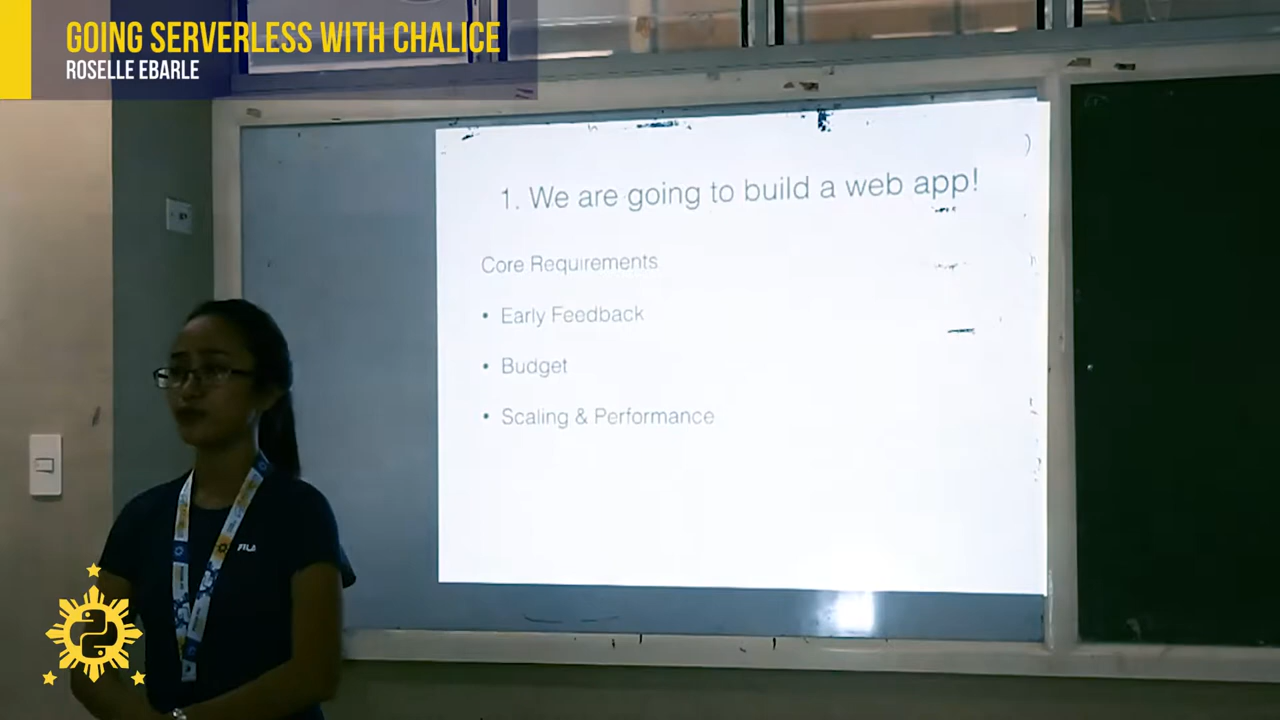 GOING SERVERLESS WITH CHALICE
ROSELLE EBARLE
1. We are going to build a web app!
Core Requirements
• Early Feedback
• Budget
• Scaling & Performance
FILA